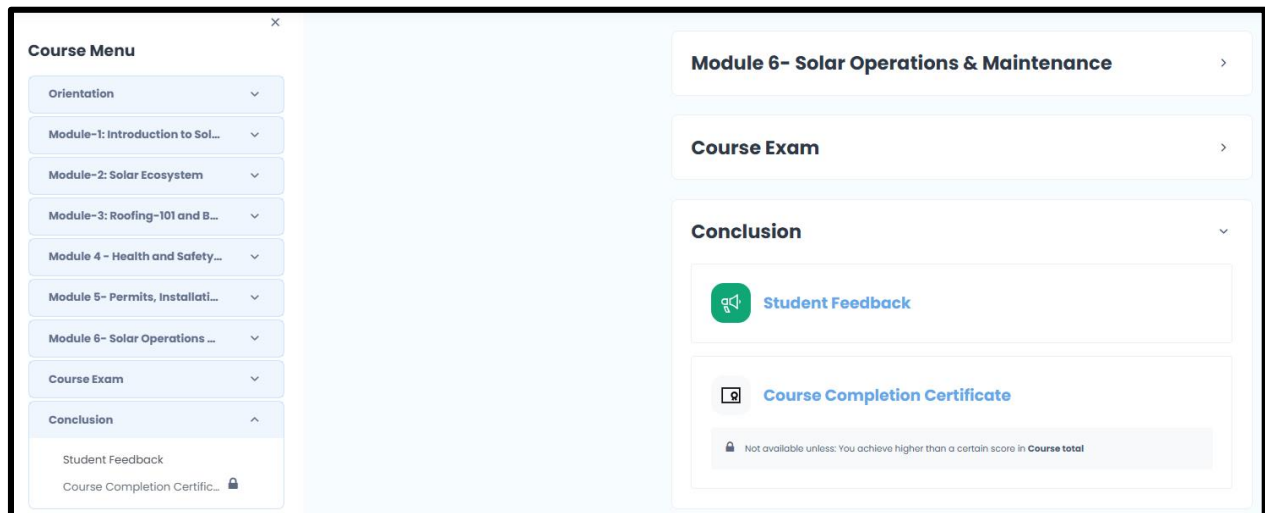 Course Menu
Orientation
Module-1: Introduction to Sol...
Module-2: Solar Ecosystem
Module-3: Roofing-101 and B...
Module 4 - Health and Safety...
Module 5- Permits, Installati...
Module 6- Solar Operations ...
Course Exam
Conclusion
Student Feedback
Course Completion Certific...
Module 6- Solar Operations & Maintenance
Course Exam
Conclusion
Student Feedback
Course Completion Certificate
Not available unless: You achieve higher than a certain score in Course total